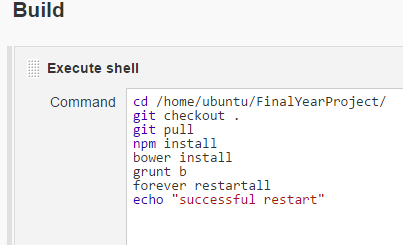 Build
Execute shell
Command
cd /home/ubuntu/FinalYearProject/
git checkout .
git pull
npm install
bower install
grunt b
forever restartall
echo "successful restart"